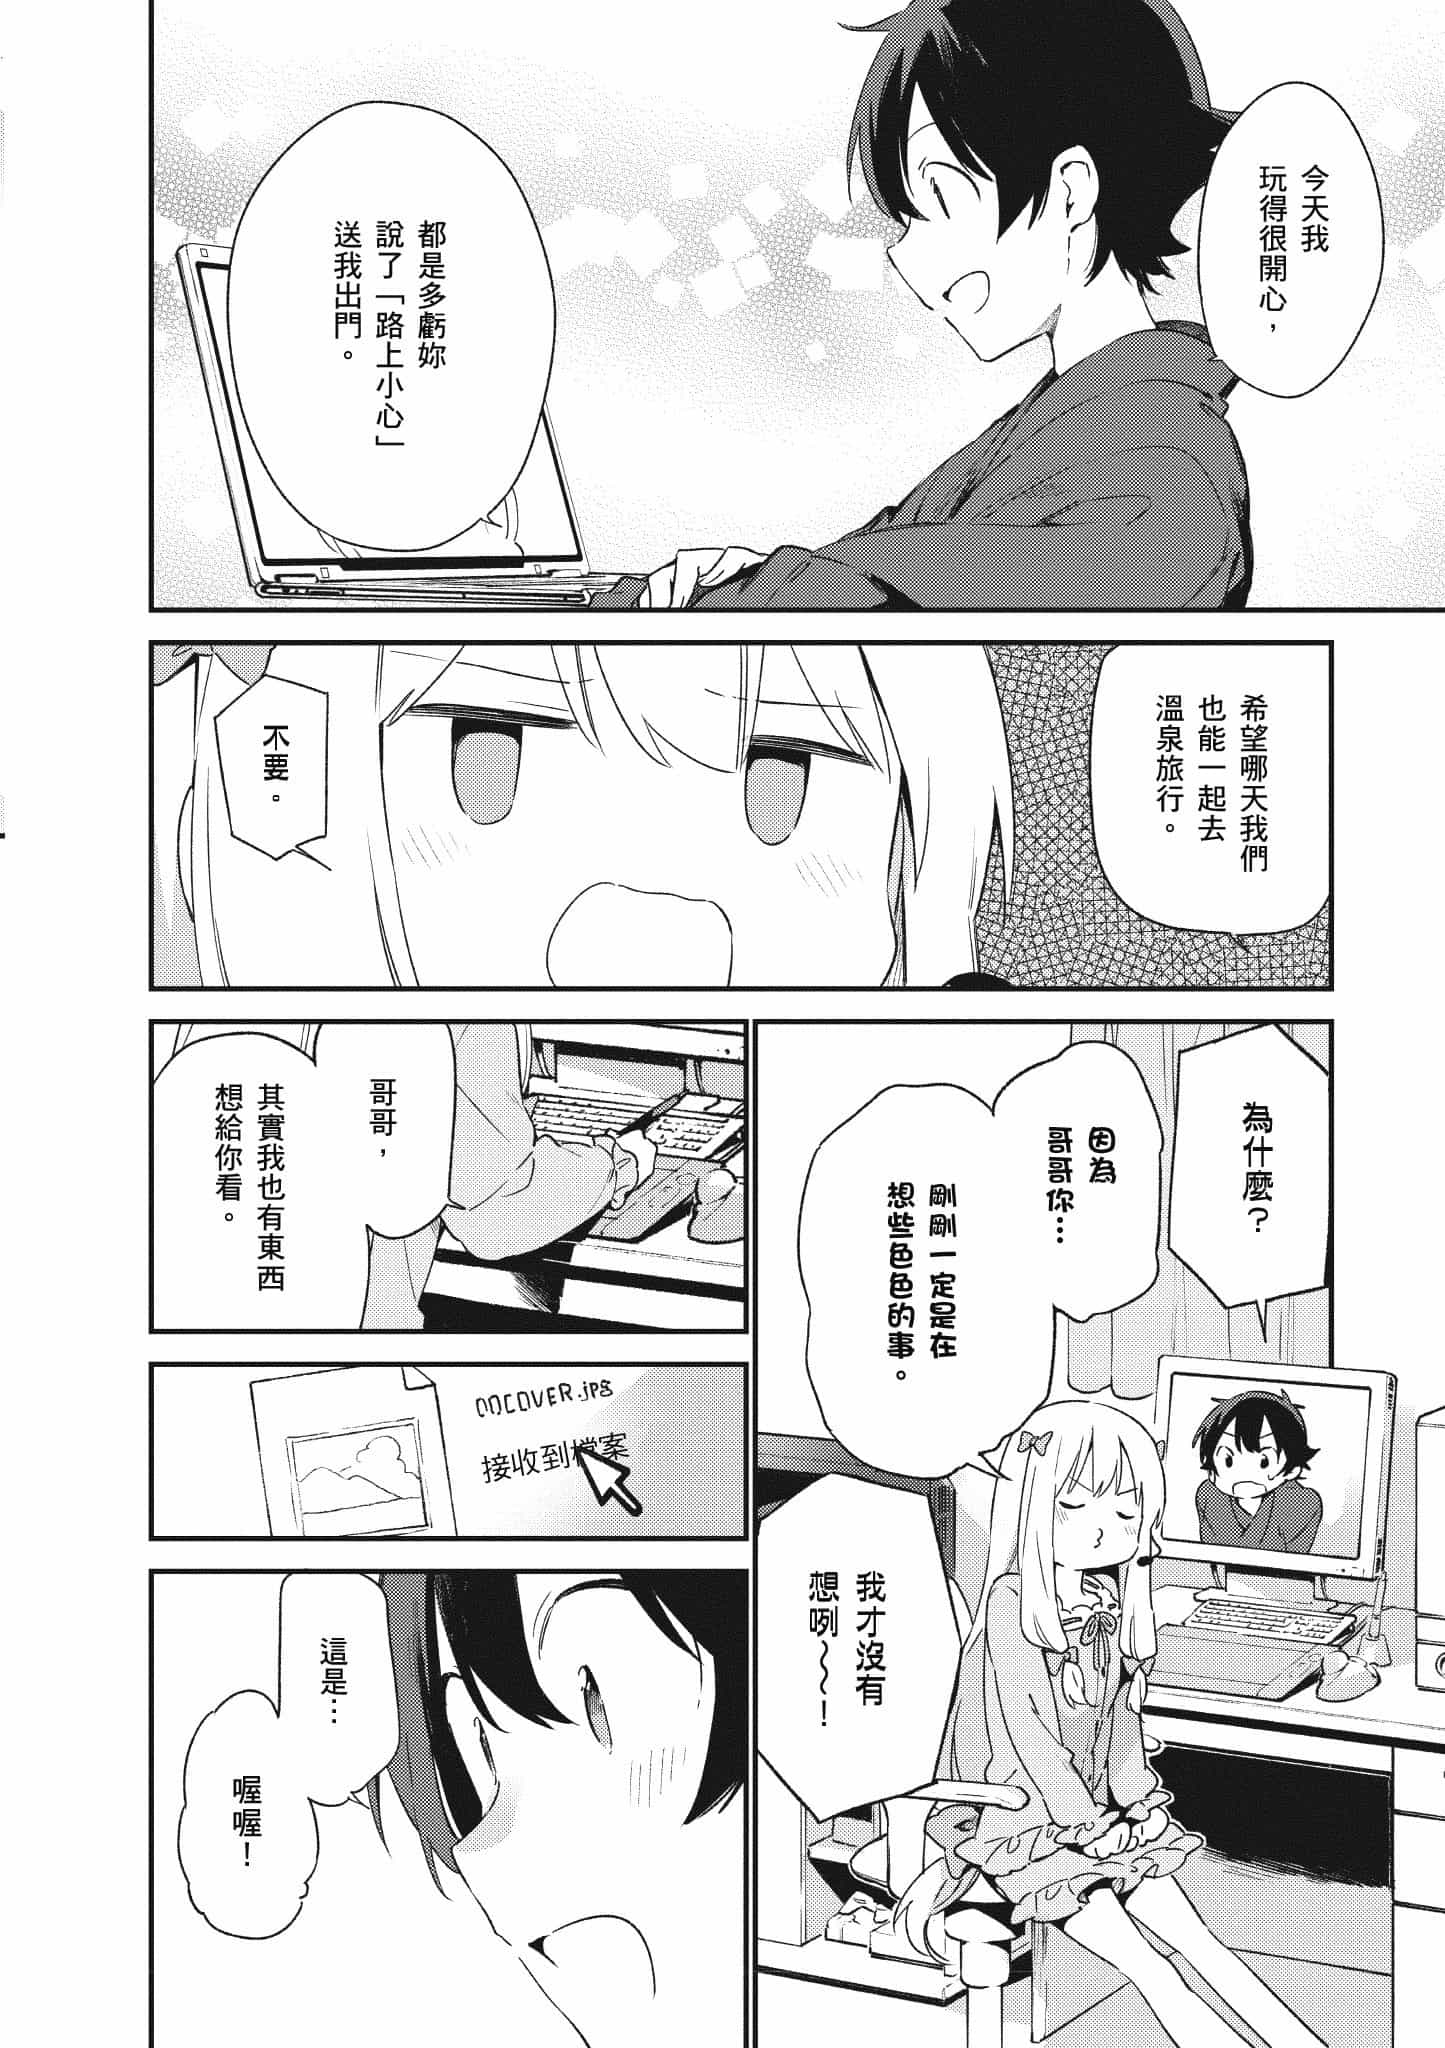 今天我
玩得很開心，
都是多虧妳
說了「路上小心」
送我出門。
希望哪天我們
也能一起去
溫泉旅行。
不要。
為什麼？
因為
哥哥你…
剛剛一定是在
想些色色的事。
我才沒有
想咧～～！
哥哥，
其實我也有東西
想給你看。
00COVER.jpg
接收到檔案
這是…
喔喔！